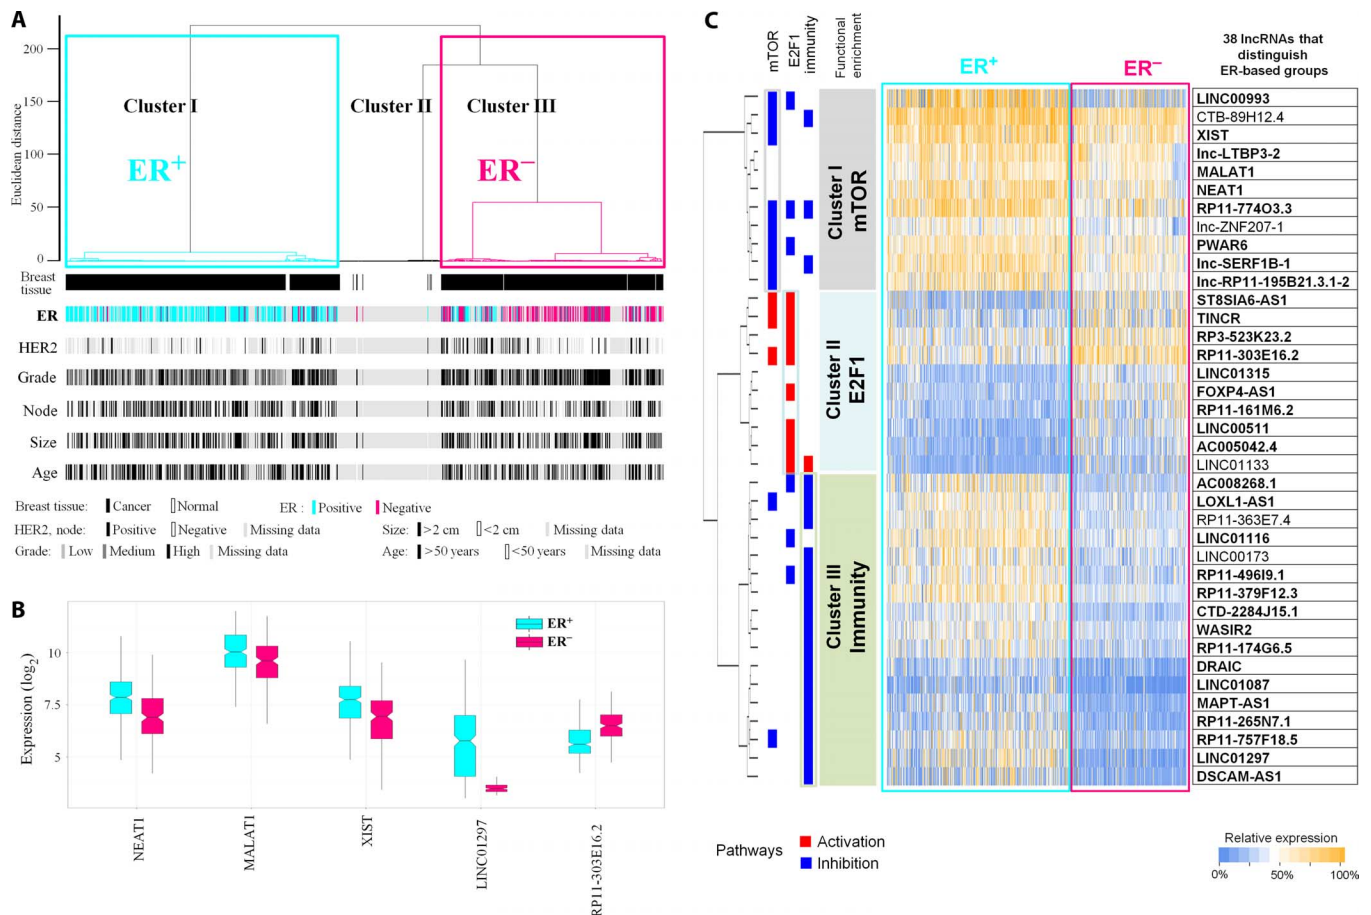 A
Euclidean distance
200
150
100
50
0
Cluster I
Cluster II
Cluster III
ER+
ER−
Breast
tissue
ER
HER2
Grade
Node
Size
Age
Breast tissue: Cancer Normal ER : Positive Negative
HER2, node: Positive Negative Missing data Size: >2 cm <2 cm Missing data
Grade: Low Medium High Missing data Age: >50 years <50 years Missing data
B
Expression (log2)
10
7.5
5
ER+
ER−
NEAT1
MALAT1
XIST
LINC01297
RP11-303E16.2
C
mTOR
E2F1
immunity
Functional
enrichment
ER+
ER−
38 lncRNAs that
distinguish
ER-based groups
Cluster I
mTOR
Cluster II
E2F1
Cluster III
Immunity
LINC00993
CTB-89H12.4
XIST
lnc-LTBP3-2
MALAT1
NEAT1
RP11-774O3.3
lnc-ZNF207-1
PWAR6
lnc-SERF1B-1
lnc-RP11-195B21.3.1-2
ST8SIA6-AS1
TINCR
RP3-523K23.2
RP11-303E16.2
LINC01315
FOXP4-AS1
RP11-161M6.2
LINC00511
AC005042.4
LINC01133
AC008268.1
LOXL1-AS1
RP11-363E7.4
LINC01116
LINC00173
RP11-496I9.1
RP11-379F12.3
CTD-2284J15.1
WASIR2
RP11-174G6.5
DRAIC
LINC01087
MAPT-AS1
RP11-265N7.1
RP11-757F18.5
LINC01297
DSCAM-AS1
Pathways
Activation
Inhibition
Relative expression
0% 50% 100%